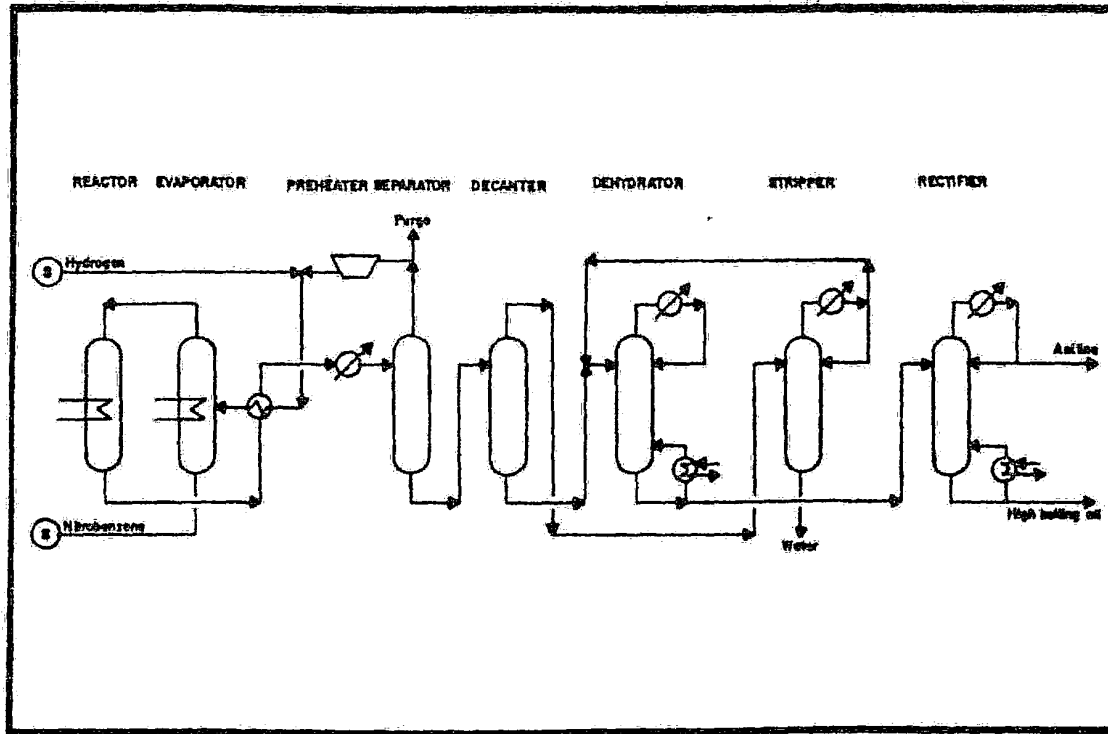 REACTOR EVAPORATOR PREHEATER SEPARATOR DECANTER DEHYDRATOR STRIPPER RECTIFIER
Purge
S Hydrogen
Aniline
High boiling oil
S Nitrobenzene
Water